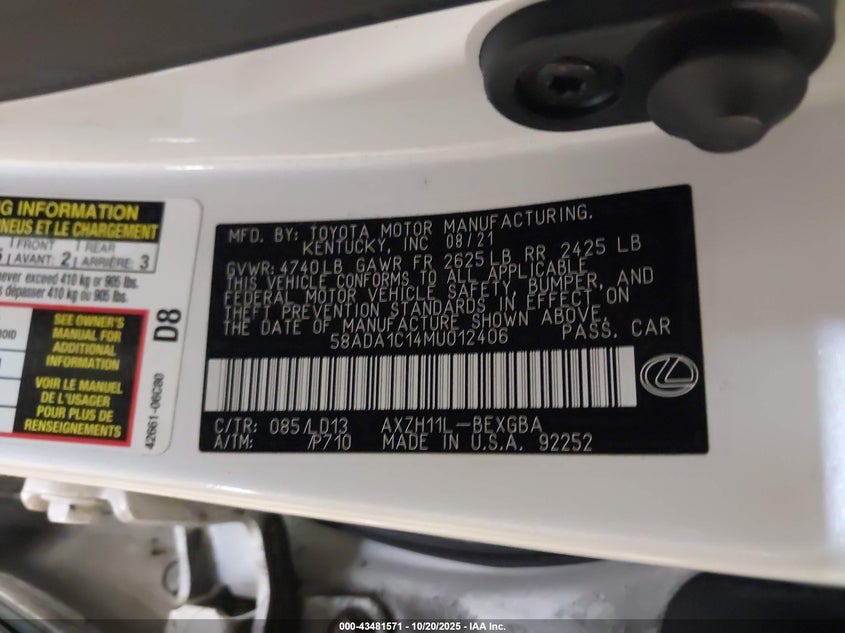 NG INFORMATION
PNEUS ET LE CHARGEMENT
FRONT
REAR
AVANT: 2
ARRIÈRE: 3
never exceed 410 kg or 905 lbs.
dépasser 410 kg ou 905 lbs.
SEE OWNER'S
MANUAL FOR
ADDITIONAL
INFORMATION
VOIR LE MANUEL
DE L'USAGER
POUR PLUS DE
RENSEIGNEMENTS
D8
42661-06C80
MFD. BY: TOYOTA MOTOR MANUFACTURING.
KENTUCKY, INC 08/21
GVWR: 4740LB GAWR FR 2625LB RR 2425 LB
THIS VEHICLE CONFORMS TO ALL APPLICABLE
FEDERAL MOTOR VEHICLE SAFETY, BUMPER, AND
THEFT PREVENTION STANDARDS IN EFFECT ON
THE DATE OF MANUFACTURE SHOWN ABOVE.
58ADA1C14MU012406 PASS. CAR
C/TR: 085/LD13 AXZH11L-BEXGBA
A/TM: /P710 MADE IN U.S.A. 92252
000-43481571 | 10/20/2025 - IAA Inc.